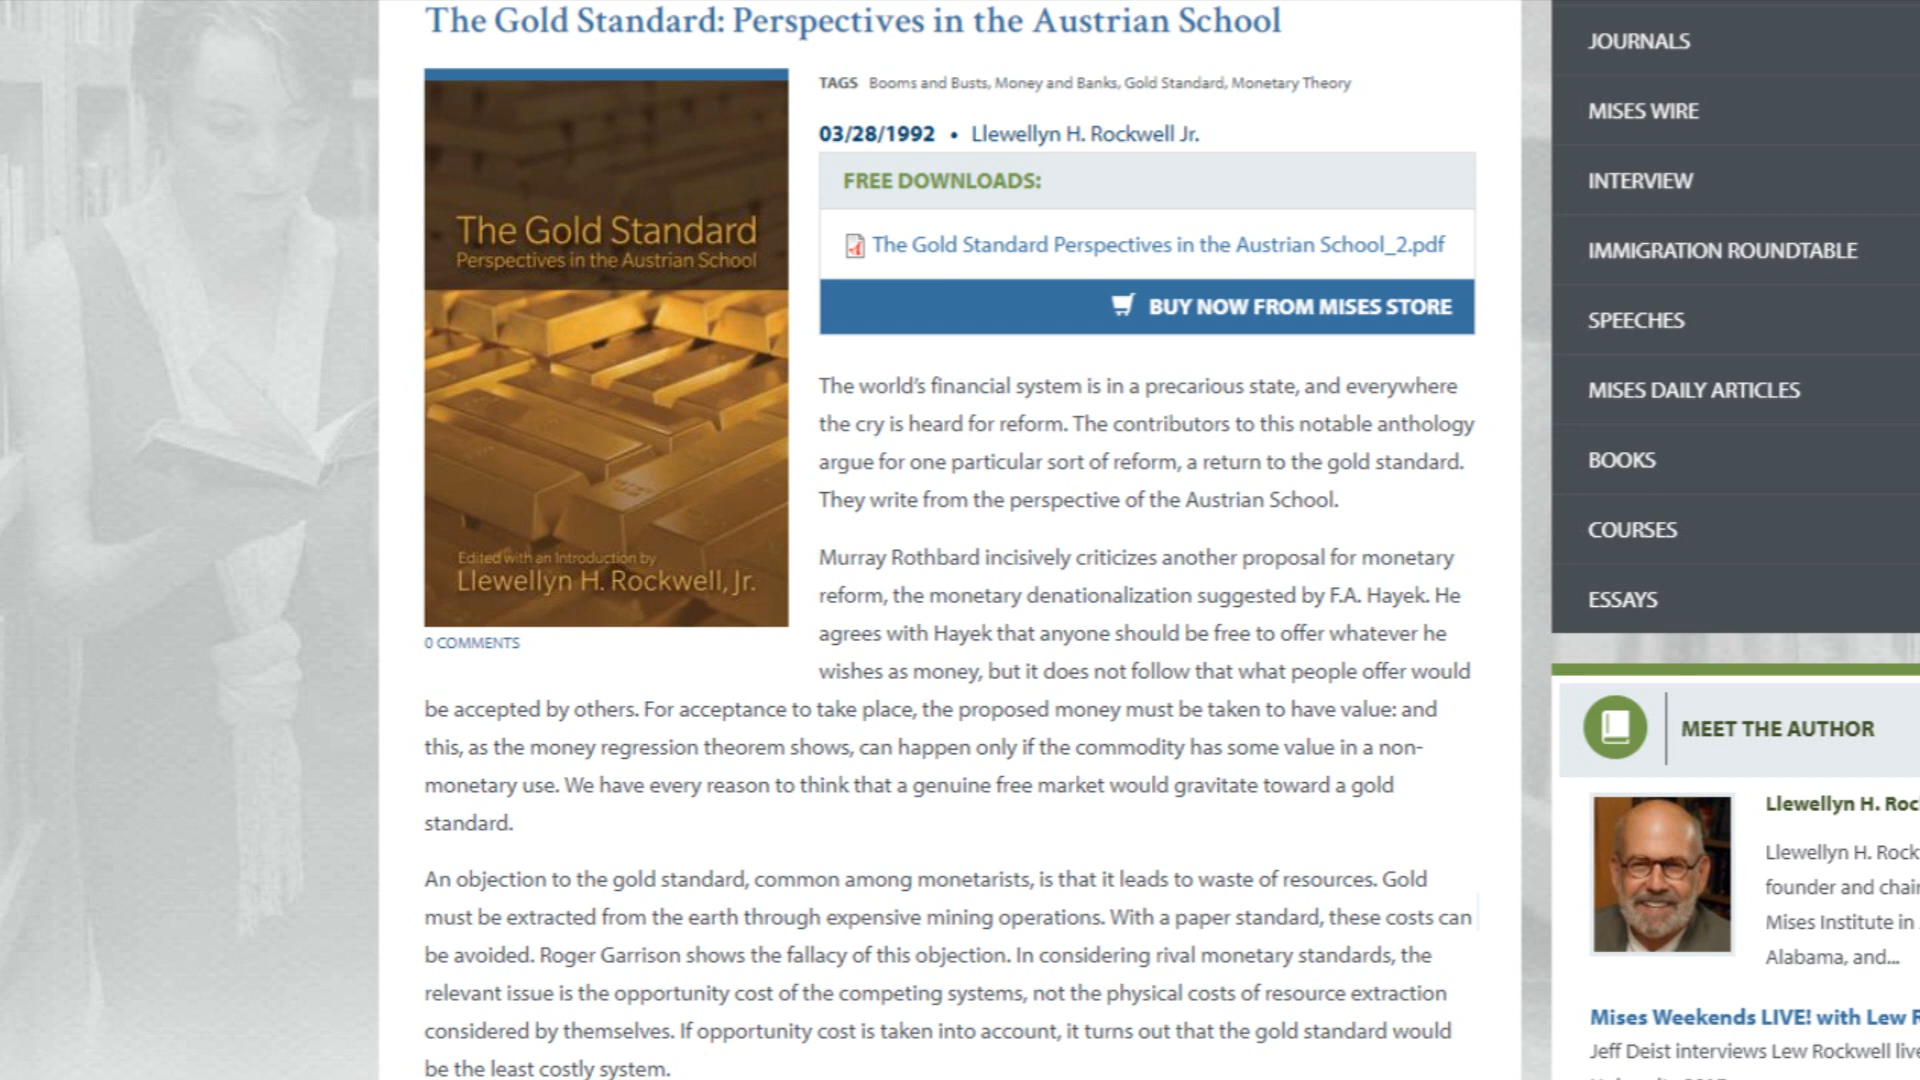 The Gold Standard: Perspectives in the Austrian School
The Gold Standard
Perspectives in the Austrian School
Edited with an Introduction by
Llewellyn H. Rockwell, Jr.
0 COMMENTS
TAGS Booms and Busts, Money and Banks, Gold Standard, Monetary Theory
03/28/1992 • Llewellyn H. Rockwell Jr.
FREE DOWNLOADS:
The Gold Standard Perspectives in the Austrian School_2.pdf
BUY NOW FROM MISES STORE
The world's financial system is in a precarious state, and everywhere
the cry is heard for reform. The contributors to this notable anthology
argue for one particular sort of reform, a return to the gold standard.
They write from the perspective of the Austrian School.
Murray Rothbard incisively criticizes another proposal for monetary
reform, the monetary denationalization suggested by F.A. Hayek. He
agrees with Hayek that anyone should be free to offer whatever he
wishes as money, but it does not follow that what people offer would
be accepted by others. For acceptance to take place, the proposed money must be taken to have value: and
this, as the money regression theorem shows, can happen only if the commodity has some value in a non-
monetary use. We have every reason to think that a genuine free market would gravitate toward a gold
standard.
An objection to the gold standard, common among monetarists, is that it leads to waste of resources. Gold
must be extracted from the earth through expensive mining operations. With a paper standard, these costs can
be avoided. Roger Garrison shows the fallacy of this objection. In considering rival monetary standards, the
relevant issue is the opportunity cost of the competing systems, not the physical costs of resource extraction
considered by themselves. If opportunity cost is taken into account, it turns out that the gold standard would
be the least costly system.
JOURNALS
MISES WIRE
INTERVIEW
IMMIGRATION ROUNDTABLE
SPEECHES
MISES DAILY ARTICLES
BOOKS
COURSES
ESSAYS
MEET THE AUTHOR
Llewellyn H. Roc
Llewellyn H. Rock
founder and chair
Mises Institute in
Alabama, and...
Mises Weekends LIVE! with Lew R
Jeff Deist interviews Lew Rockwell live